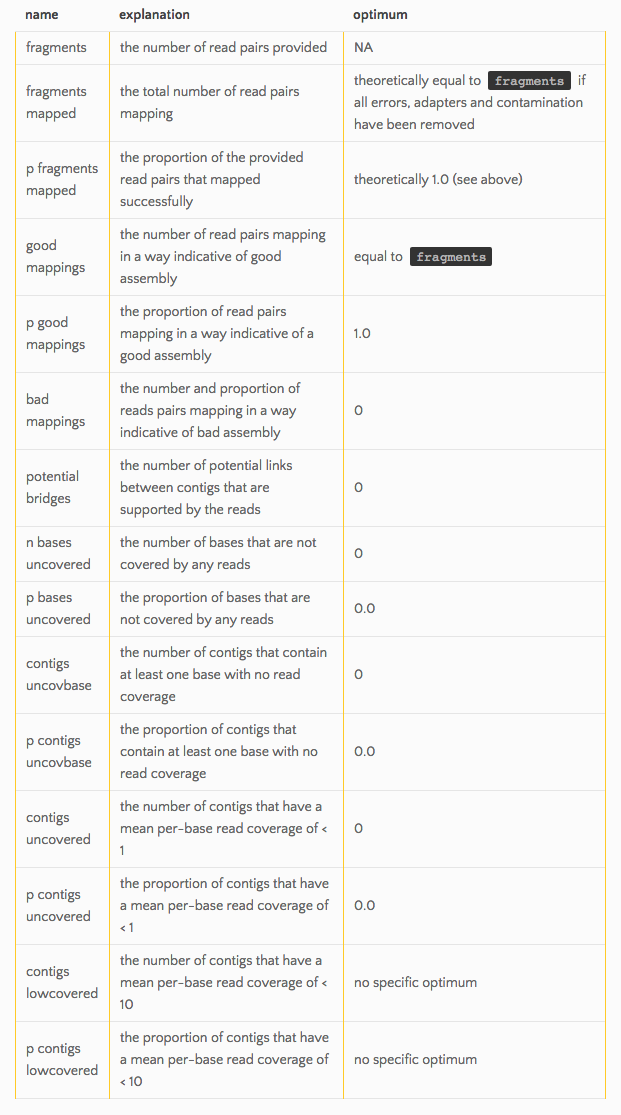 name explanation optimum
fragments the number of read pairs provided NA
fragments
mapped
the total number of read pairs
mapping
theoretically equal to fragments if
all errors, adapters and contamination
have been removed
p fragments
mapped
the proportion of the provided
read pairs that mapped
successfully
theoretically 1.0 (see above)
good
mappings
the number of read pairs mapping
in a way indicative of good
assembly
equal to fragments
p good
mappings
the proportion of read pairs
mapping in a way indicative of a
good assembly
1.0
bad
mappings
the number and proportion of
reads pairs mapping in a way
indicative of bad assembly
0
potential
bridges
the number of potential links
between contigs that are
supported by the reads
0
n bases
uncovered
the number of bases that are not
covered by any reads
0
p bases
uncovered
the proportion of bases that are
not covered by any reads
0.0
contigs
uncovbase
the number of contigs that contain
at least one base with no read
coverage
0
p contigs
uncovbase
the proportion of contigs that
contain at least one base with no
read coverage
0.0
contigs
uncovered
the number of contigs that have a
mean per-base read coverage of <
1
0
p contigs
uncovered
the proportion of contigs that have
a mean per-base read coverage of
< 1
0.0
contigs
lowcovered
the number of contigs that have a
mean per-base read coverage of <
10
no specific optimum
p contigs
lowcovered
the proportion of contigs that have
a mean per-base read coverage of
< 10
no specific optimum